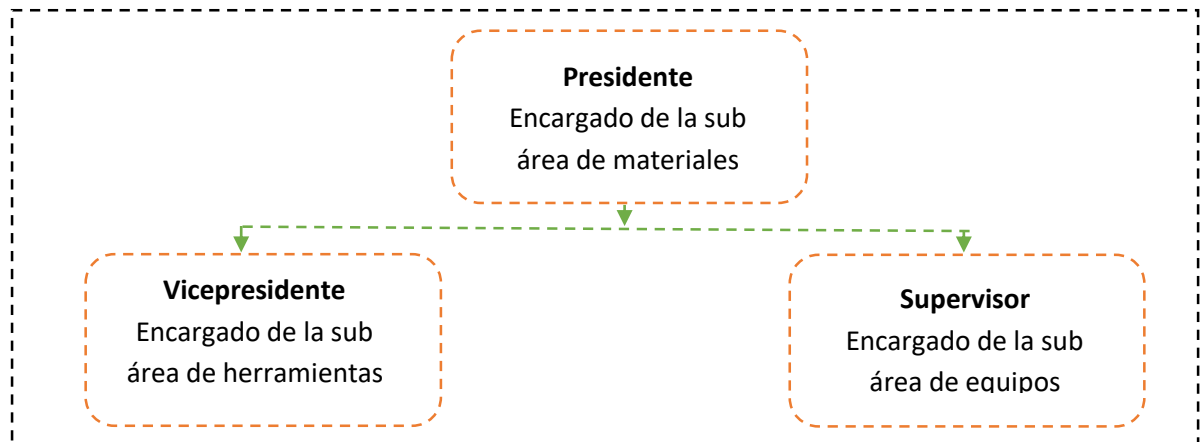 Presidente
Encargado de la sub
área de materiales
Vicepresidente
Encargado de la sub
área de herramientas
Supervisor
Encargado de la sub
área de equipos